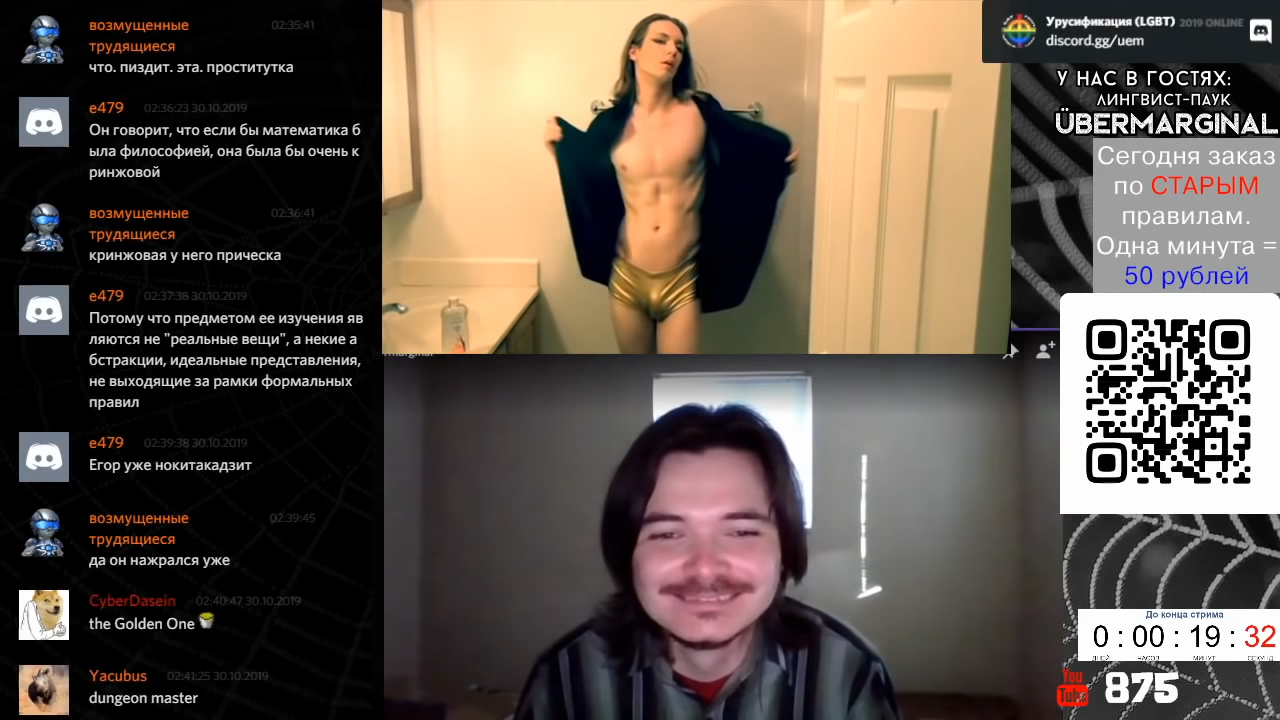 возмущенные
трудящиеся
02:35:41
что. пиздит. эта. проститутка
e479 02:36:23 30.10.2019
Он говорит, что если бы математика б
ыла философией, она была бы очень к
ринжовой
возмущенные
трудящиеся
02:36:41
кринжовая у него прическа
e479 02:37:38 30.10.2019
Потому что предметом ее изучения яв
ляются не "реальные вещи", а некие а
бстракции, идеальные представления,
не выходящие за рамки формальных
правил
e479 02:39:38 30.10.2019
Егор уже нокитакадзит
возмущенные
трудящиеся
02:39:45
да он нажрался уже
CyberDasein 02:40:47 30.10.2019
the Golden One
Yacubus 02:41:25 30.10.2019
dungeon master
Урусификация (LGBT) 2019 ONLINE
discord.gg/uem
У НАС В ГОСТЯХ:
ЛИНГВИСТ-ПАУК
ÜBERMARGINAL
Сегодня заказ
по СТАРЫМ
правилам.
Одна минута =
50 рублей
До конца стрима
0 : 00 : 19 : 32
ДНЕЙ ЧАСОВ МИНУТ СЕКУНД
You
Tube
875